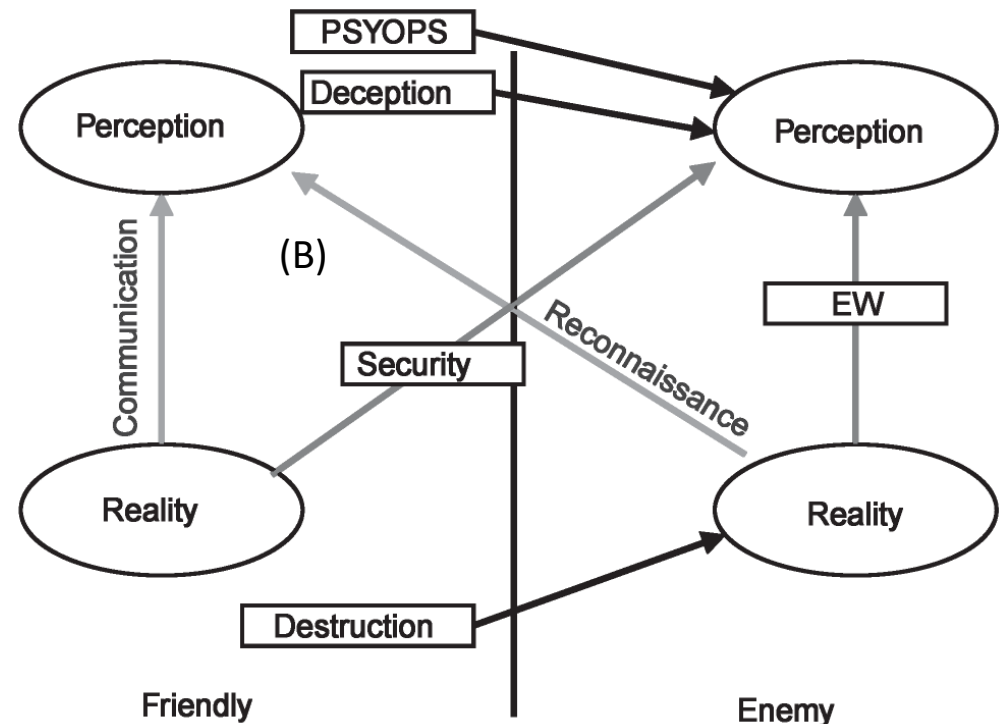 PSYOPS
Deception
Perception
Perception
Communication
(B)
Security
Reconnaissance
EW
Reality
Reality
Destruction
Friendly
Enemy